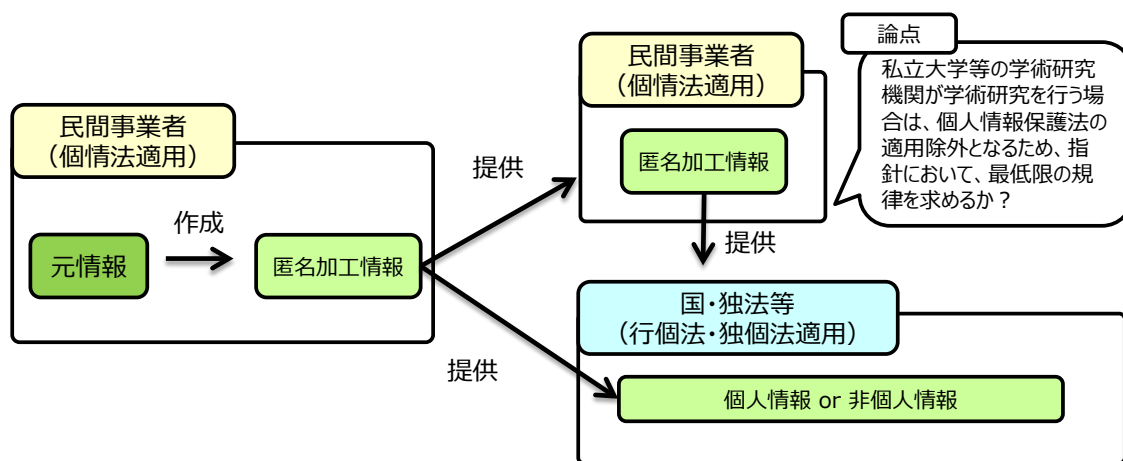 民間事業者
（個情法適用）
元情報
作成
匿名加工情報
提供
提供
民間事業者
（個情法適用）
匿名加工情報
提供
論点
私立大学等の学術研究
機関が学術研究を行う場
合は、個人情報保護法の
適用除外となるため、指
針において、最低限の規
律を求めるか？
国・独法等
（行個法・独個法適用）
個人情報 or 非個人情報